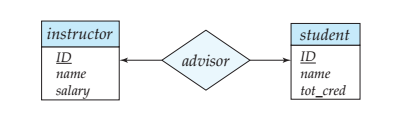 instructor
ID
name
salary
advisor
student
ID
name
tot_cred